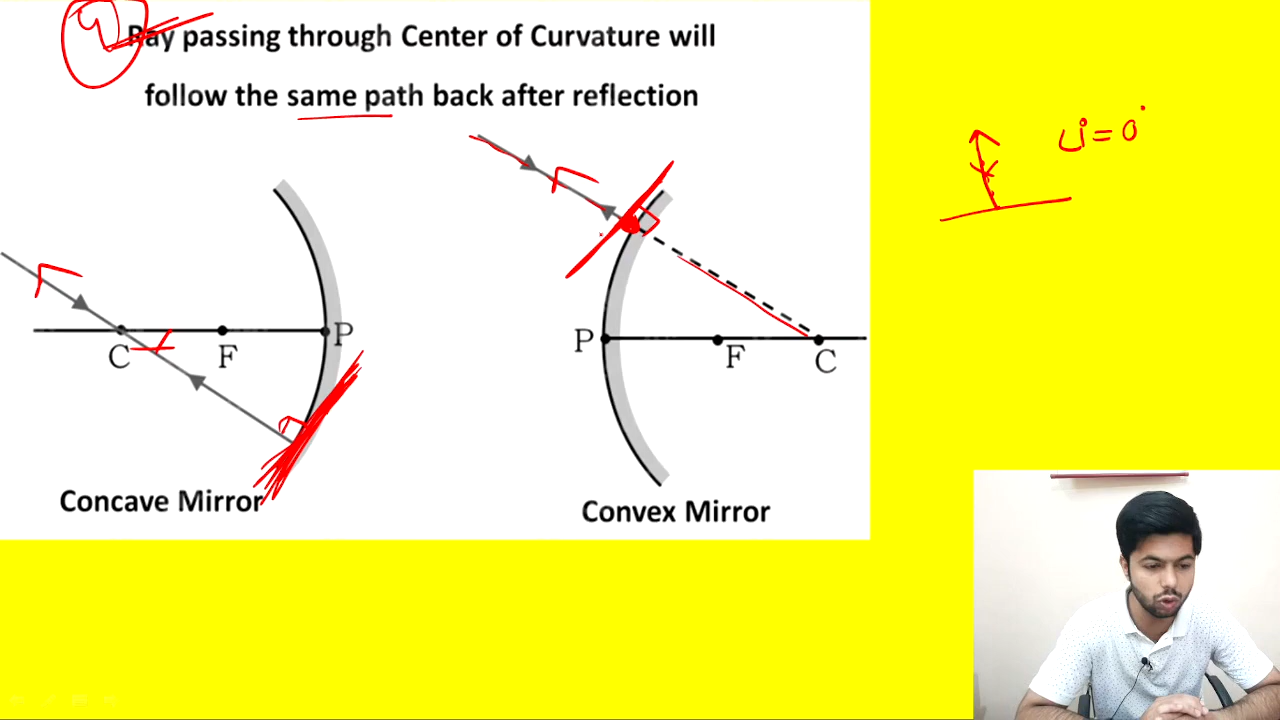 4
Ray passing through Center of Curvature will
follow the same path back after reflection
∠i = 0°
C F P
P F C
Concave Mirror
Convex Mirror